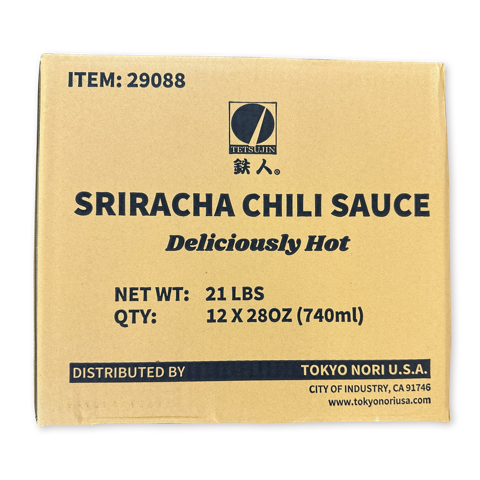 ITEM: 29088
TETSUJIN
鉄人®
SRIRACHA CHILI SAUCE
Deliciously Hot
NET WT: 21 LBS
QTY: 12 X 28OZ (740ml)
DISTRIBUTED BY TOKYO NORI U.S.A.
CITY OF INDUSTRY, CA 91746
www.tokyonoriusa.com